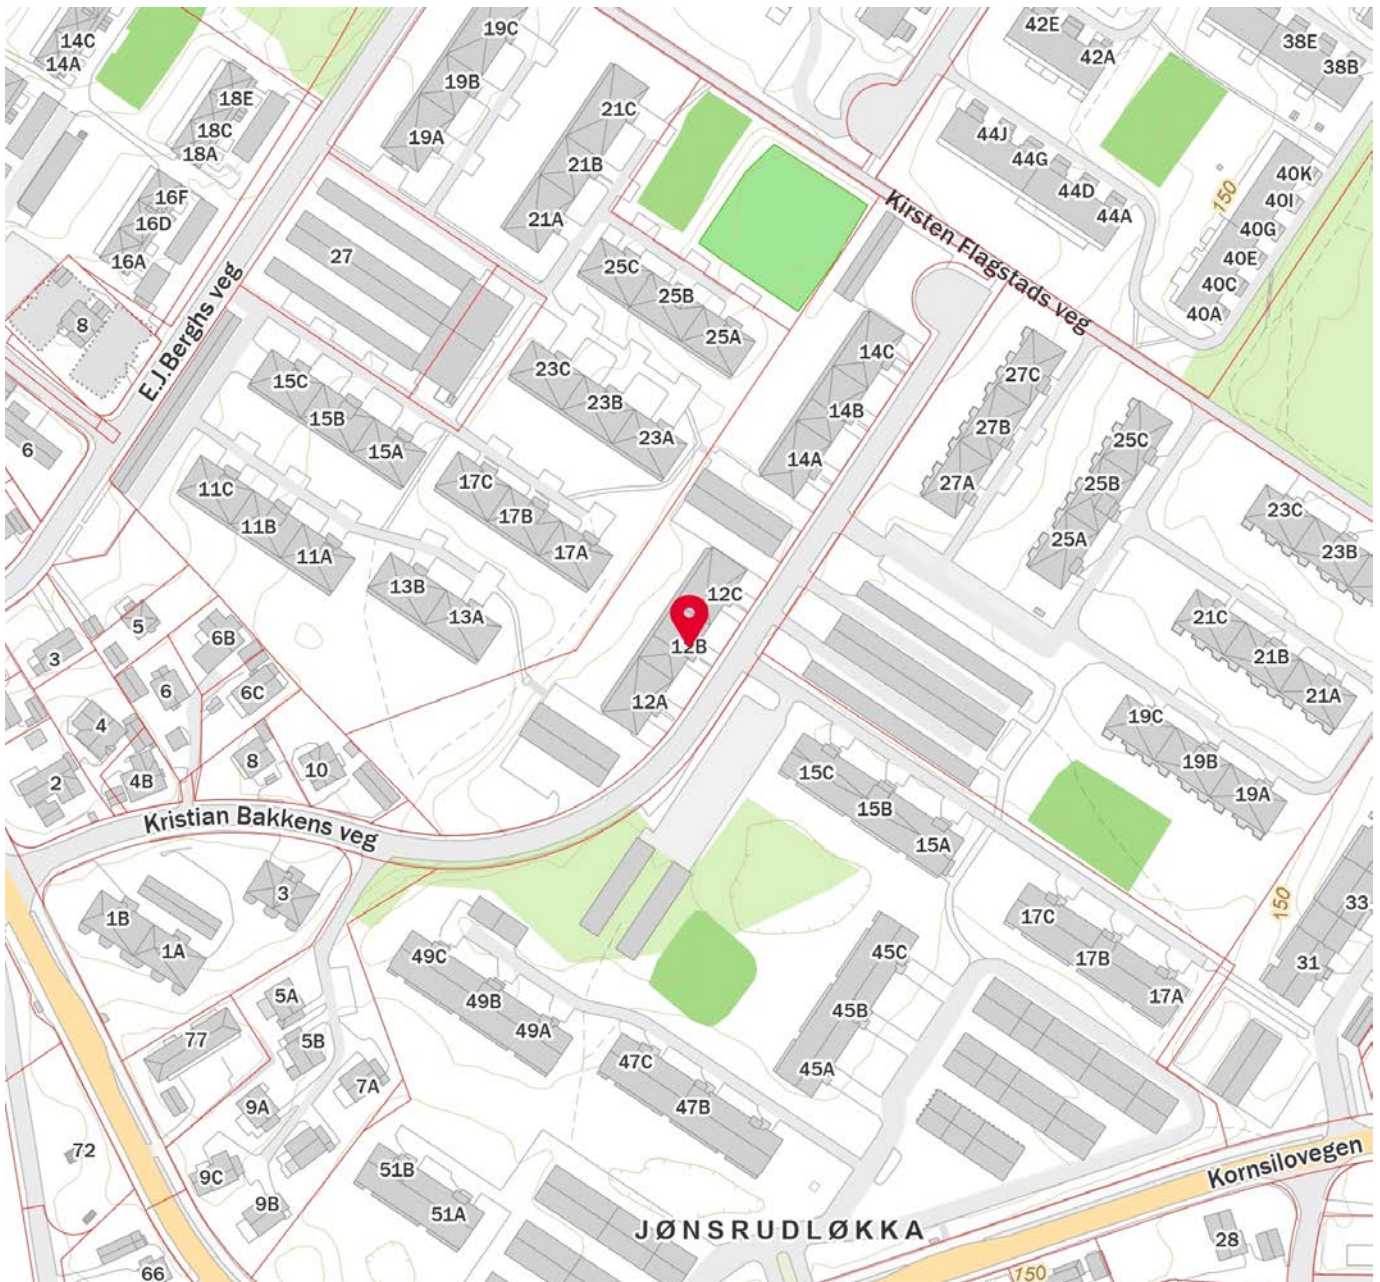 19C
42E
38E
14C
42A
38B
14A
19B
18E
21C
18C
19A
44J
18A
21B
44G
40K
16F
44D
150
40I
16D
21A
44A
Kirsten Flagstads veg
40G
16A
27
25C
40E
E.J.Berghs veg
25B
40C
8
25A
40A
14C
27C
15C
23C
14B
15B
23B
27B
25C
6
15A
23A
14A
11C
17C
27A
25B
11B
17B
23C
11A
17A
25A
23B
13B
12C
13A
21C
5
6B
12B
3
21B
6
6C
12A
21A
4
19C
8
10
15C
19B
2
4B
15B
19A
Kristian Bakkens veg
15A
3
150
33
1B
17C
1A
49C
45C
17B
31
5A
49B
17A
49A
45B
77
5B
47C
45A
7A
47B
9A
72
51B
9C
Kornsilovegen
9B
51A
JØNSRUDLØKKA
28
66
150